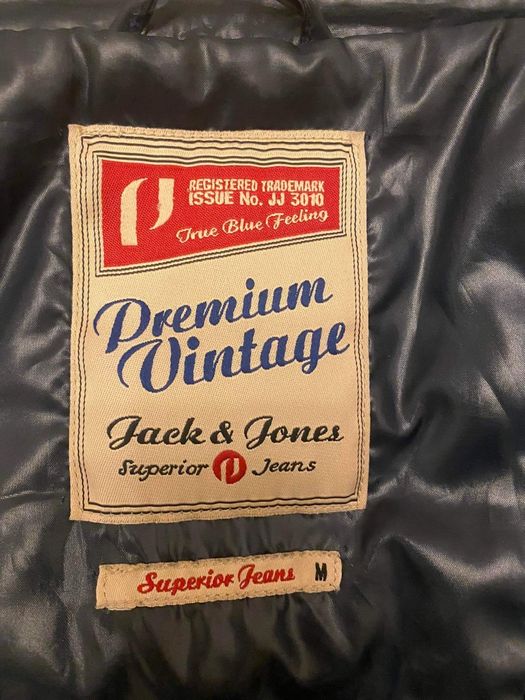 REGISTERED TRADEMARK
ISSUE No. JJ 3010
True Blue Feeling
Premium
Vintage
Jack & Jones
Superior Jeans
Superior Jeans M